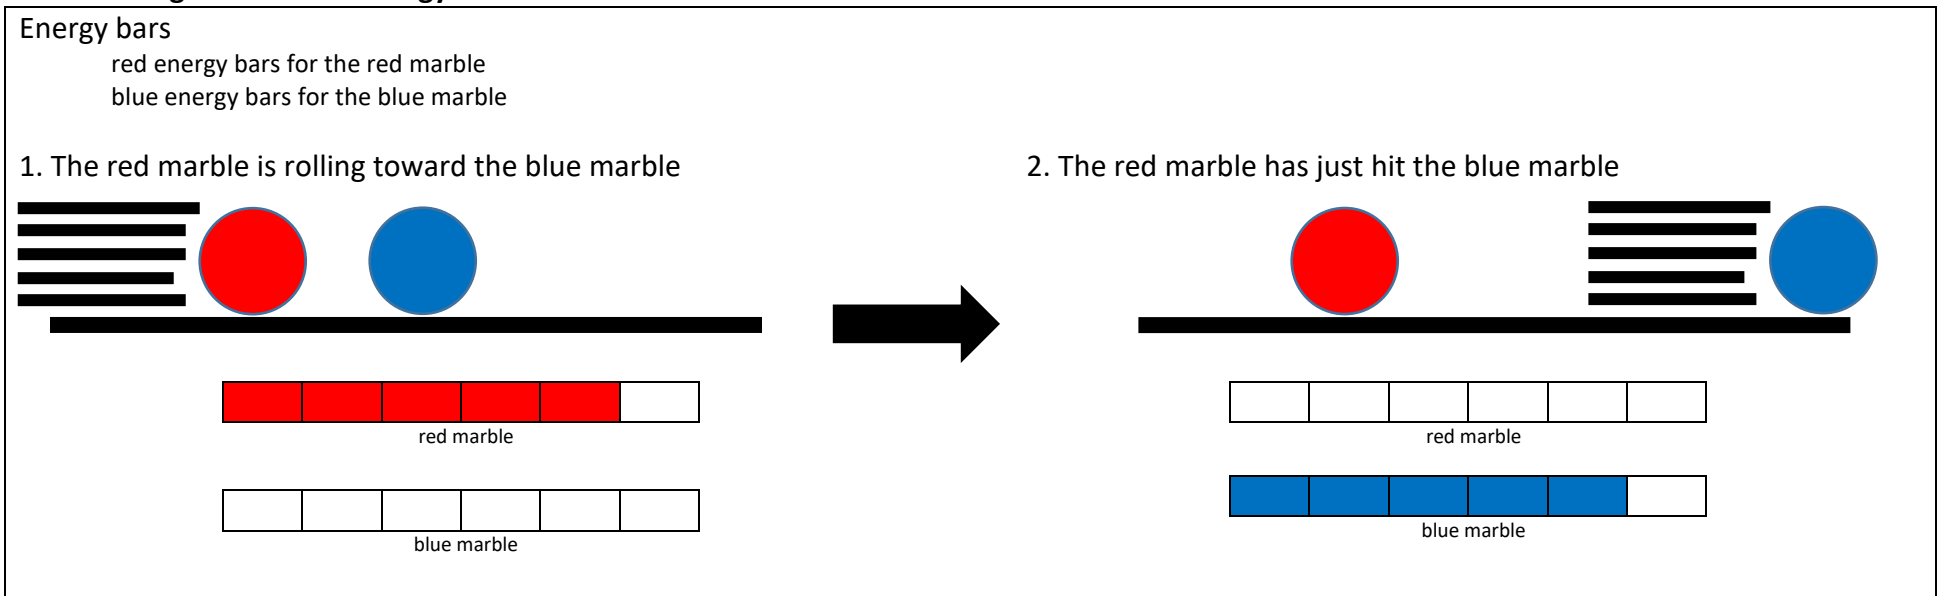 Energy bars
red energy bars for the red marble
blue energy bars for the blue marble
1. The red marble is rolling toward the blue marble
2. The red marble has just hit the blue marble
red marble
blue marble
red marble
blue marble